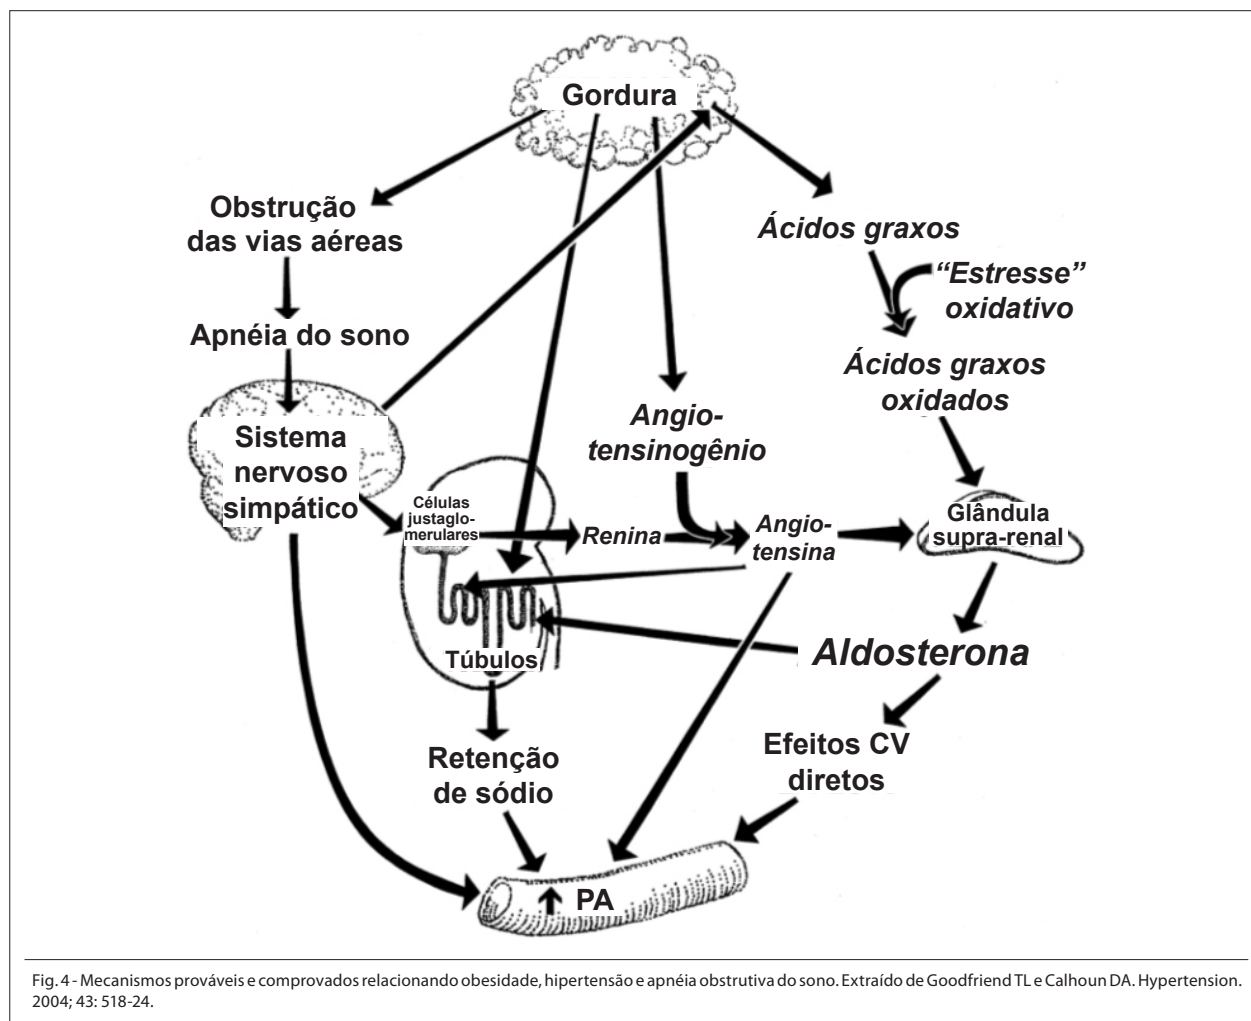 Gordura
Obstrução
das vias aéreas
Ácidos graxos
“Estresse”
oxidativo
Apnéia do sono
Ácidos graxos
oxidados
Angio-
tensinogênio
Sistema
nervoso
simpático
Células
justaglo-
merulares
Renina
Angio-
tensina
Glândula
supra-renal
Túbulos
Aldosterona
Retenção
de sódio
Efeitos CV
diretos
PA
Fig. 4 - Mecanismos prováveis e comprovados relacionando obesidade, hipertensão e apnéia obstrutiva do sono. Extraído de Goodfriend TL e Calhoun DA. Hypertension.
2004; 43: 518-24.